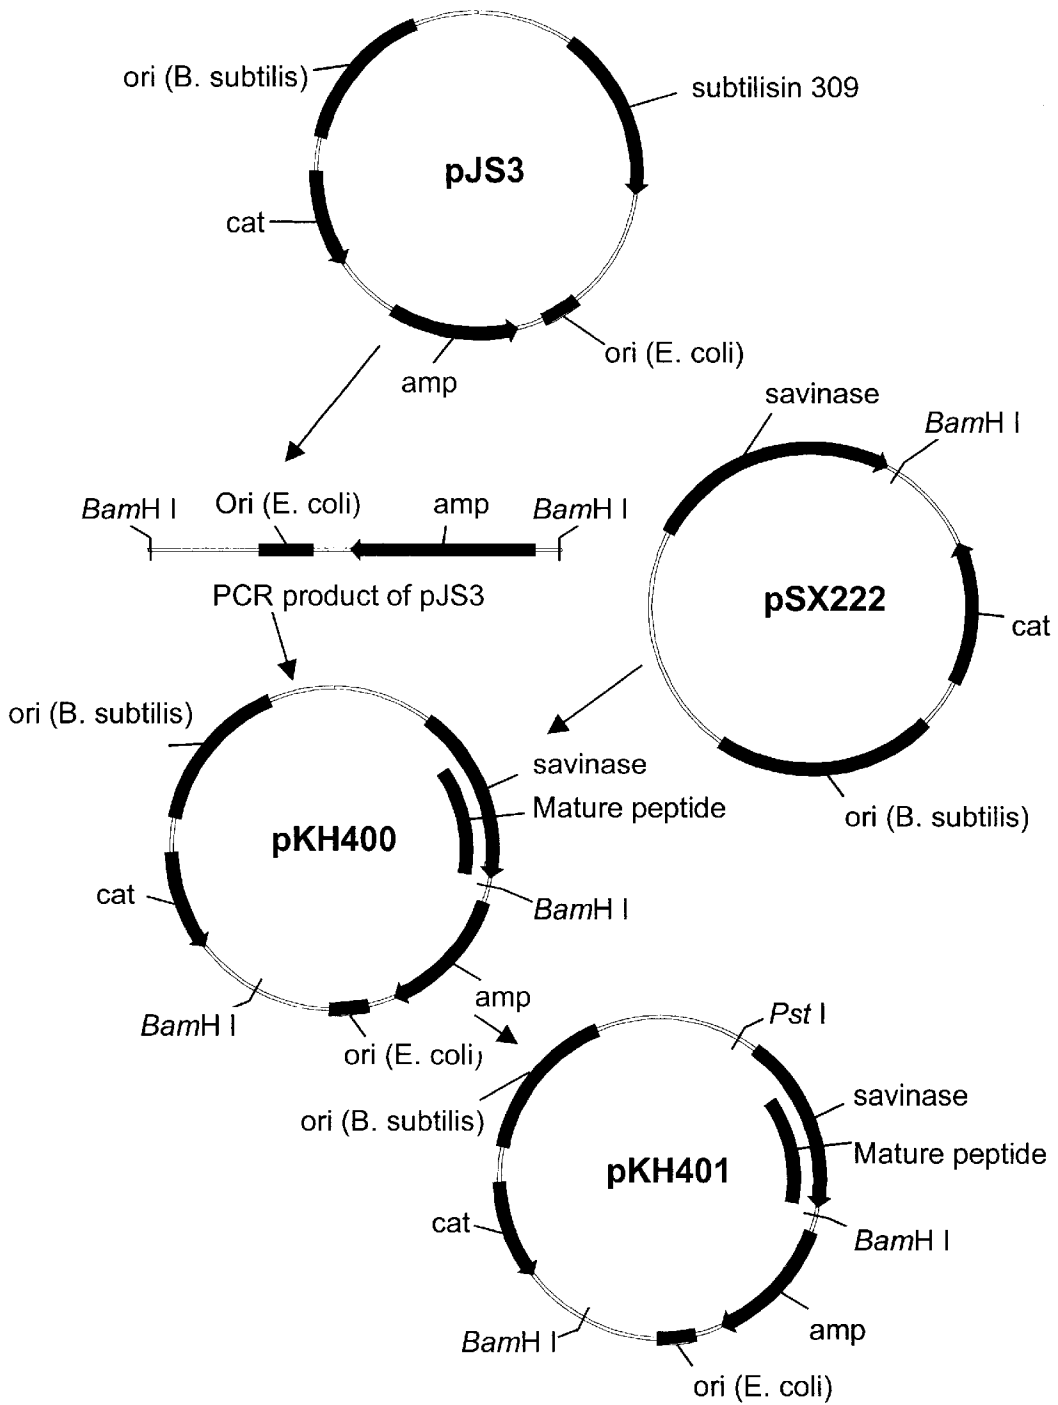 ori (B. subtilis)
subtilisin 309
pJS3
cat
ori (E. coli)
amp
savinase
BamH I
BamH I
Ori (E. coli)
amp
BamH I
PCR product of pJS3
pSX222
cat
ori (B. subtilis)
ori (B. subtilis)
savinase
Mature peptide
pKH400
cat
BamH I
amp
BamH I
ori (E. coli)
Pst I
ori (B. subtilis)
savinase
Mature peptide
pKH401
cat
BamH I
amp
BamH I
ori (E. coli)